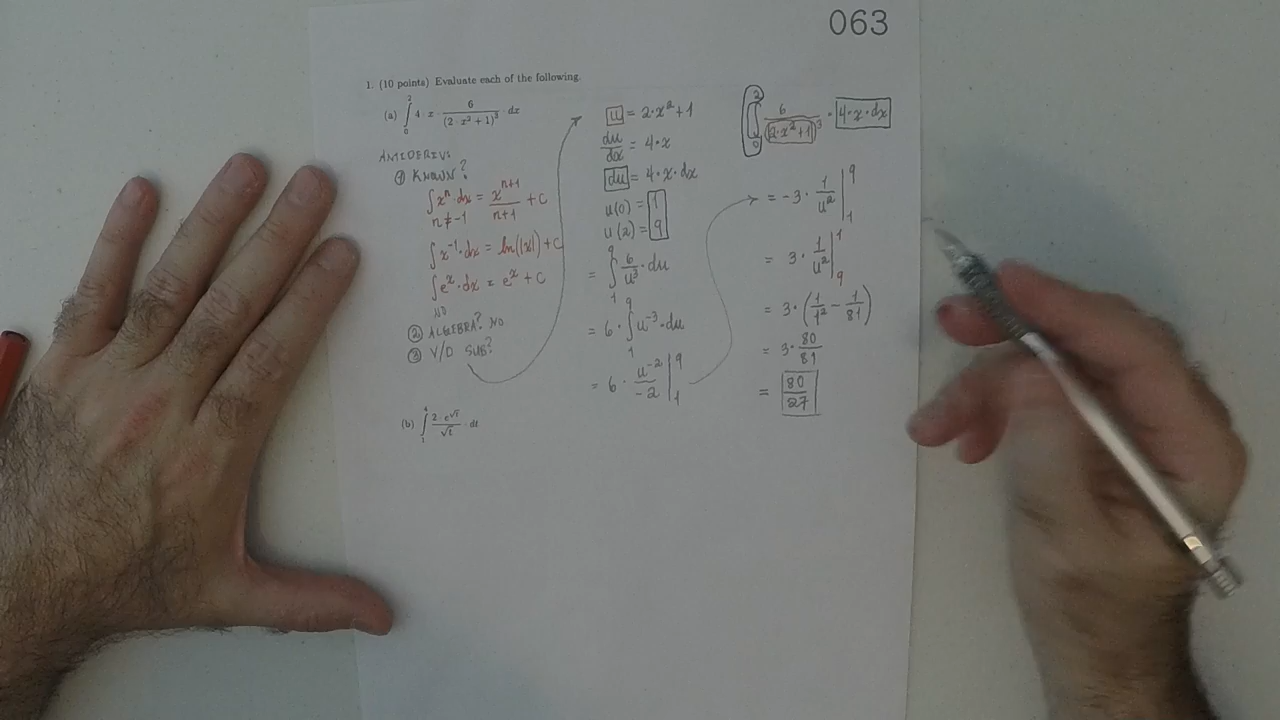 063
1. (10 points) Evaluate each of the following.
(a) ∫₀² 4 · x · 6/(2 · x² + 1)³ · dx
ANTIDERIVS
① KNOWN?
∫xⁿ·dx = xⁿ⁺¹/(n+1) + C
n ≠ -1
∫x⁻¹·dx = ln(|x|) + C
∫eˣ·dx = eˣ + C
NO
② ALGEBRA? NO
③ V/D SUB?
u = 2·x² + 1
du/dx = 4·x
du = 4·x·dx
u(0) = 1
u(2) = 9
= ∫₁⁹ 6/u³ · du
= 6 · ∫₁⁹ u⁻³ · du
= 6 · u⁻²/-2 |₁⁹
∫₀² 6/(2·x²+1)³ · 4·x·dx
= -3 · 1/u² |₁⁹
= 3 · 1/u² |₉¹
= 3 · (1/1² - 1/81)
= 3 · 80/81
= 80/27
(b) ∫₁⁴ 2 · e^√t/√t · dt